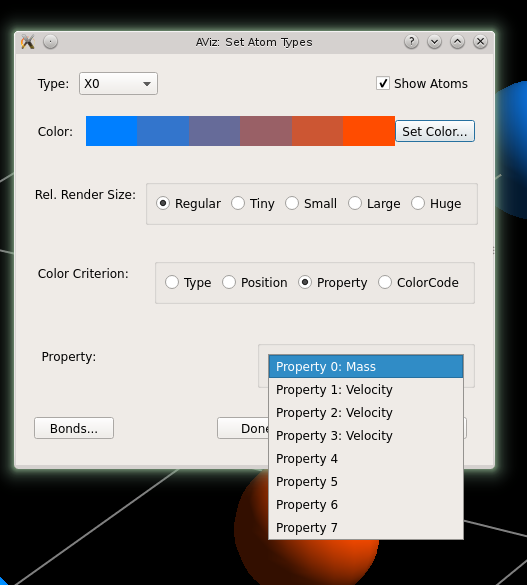 AViz: Set Atom Types
?
Type: X0 Show Atoms
Color: Set Color...
Rel. Render Size: Regular Tiny Small Large Huge
Color Criterion: Type Position Property ColorCode
Property:
Property 0: Mass
Property 1: Velocity
Property 2: Velocity
Property 3: Velocity
Property 4
Property 5
Property 6
Property 7
Bonds...